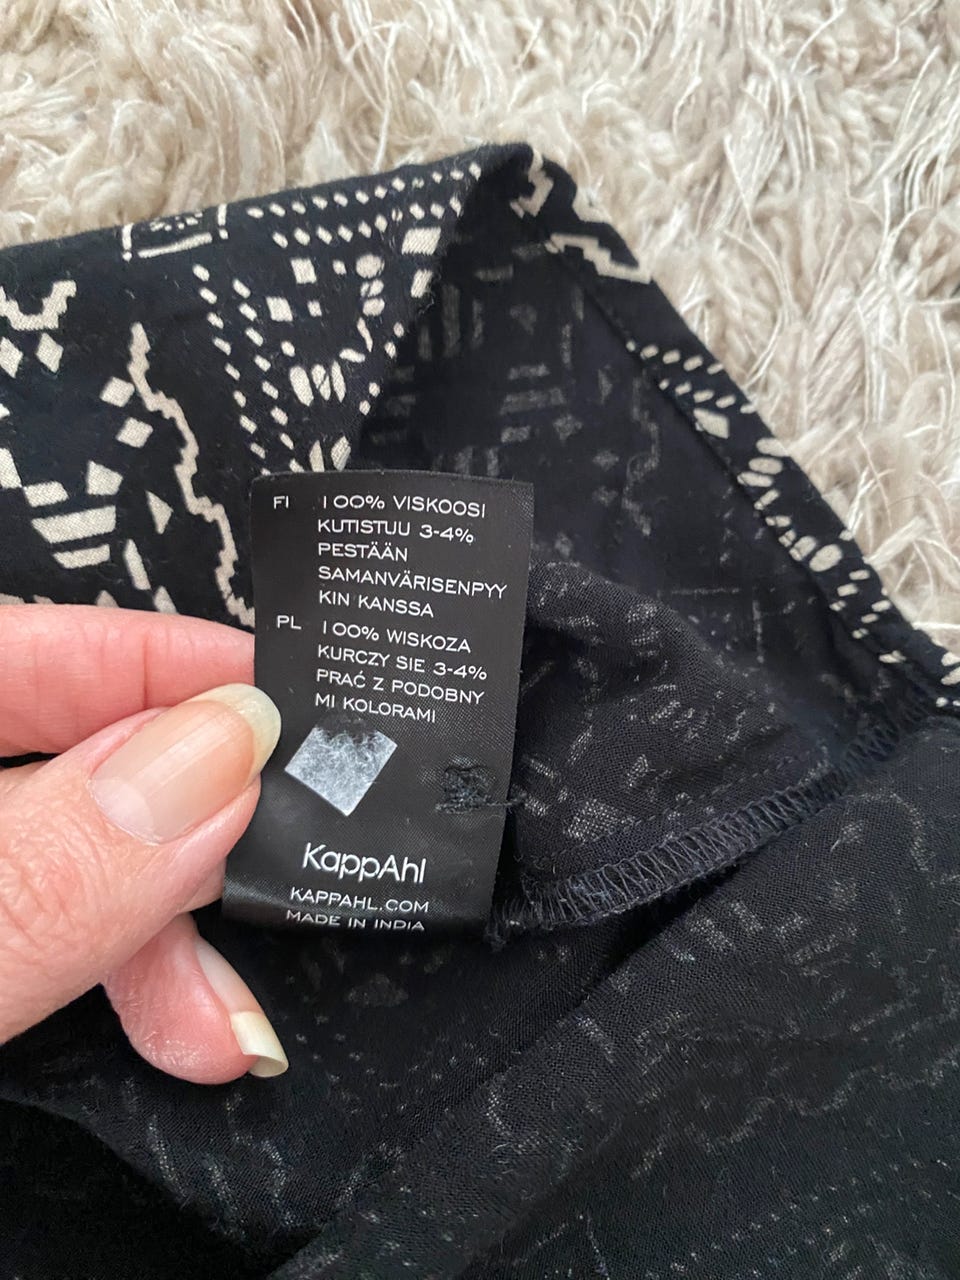 FI 100% VISKOOSI
KUTISTUU 3-4%
PESTÄÄN
SAMANVÄRISENPYY
KIN KANSSA
PL 100% WISKOZA
KURCZY SIE 3-4%
PRAĆ Z PODOBNY
MI KOLORAMI
KappAhl
KAPPAHL.COM
MADE IN INDIA